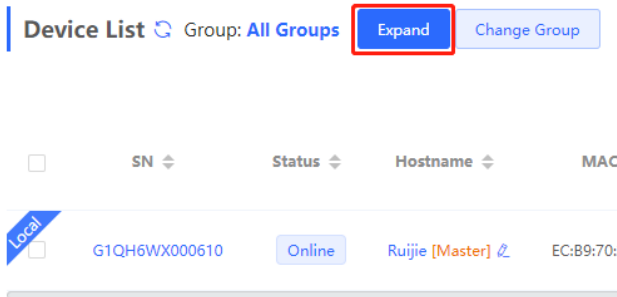 Device List Group: All Groups Expand Change Group
SN Status Hostname MAC
Local
G1QH6WX000610 Online Ruijie [Master] EC:B9:70: